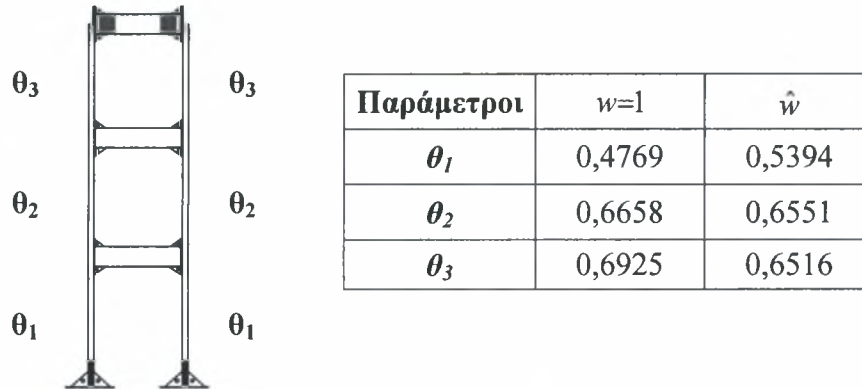 θ₃ θ₃
θ₂ θ₂
θ₁ θ₁
Παράμετροι w=1 ŵ
θ₁ 0,4769 0,5394
θ₂ 0,6658 0,6551
θ₃ 0,6925 0,6516